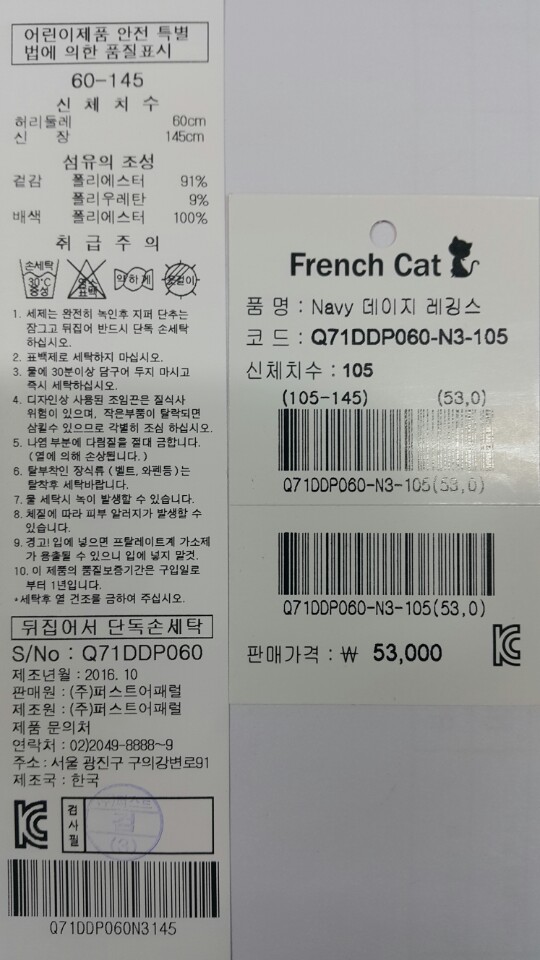 어린이제품 안전 특별
법에 의한 품질표시
60-145
신 체 치 수
허리둘레 60cm
신 장 145cm
섬유의 조성
겉감 폴리에스터 91%
폴리우레탄 9%
배색 폴리에스터 100%
취 급 주 의
손세탁
30℃
중성
염소
표백
약하게
옷걸이
1. 세제는 완전히 녹인후 지퍼 단추는
잠그고 뒤집어 반드시 단독 손세탁
하십시오.
2. 표백제로 세탁하지 마십시오.
3. 물에 30분이상 담구어 두지 마시고
즉시 세탁하십시오.
4. 디자인상 사용된 조임끈은 질식사
위험이 있으며, 작은부품이 탈락되면
삼킬수 있으므로 각별히 조심 하십시오.
5. 나염 부분에 다림질을 절대 금합니다.
(열에 의해 손상됩니다.)
6. 탈부착된 장식류(벨트, 와펜등)는
탈착후 세탁바랍니다.
7. 물 세탁시 녹이 발생할 수 있습니다.
8. 체질에 따라 피부 알러지가 발생할 수
있습니다.
9. 경고! 입에 넣으면 프탈레이트계 가소제
가 용출될 수 있으니 입에 넣지 말것.
10. 이 제품의 품질보증기간은 구입일로
부터 1년입니다.
*세탁후 열 건조를 금하여 주십시오.
뒤집어서 단독손세탁
S/No : Q71DDP060
제조년월 : 2016. 10
판매원 : (주)퍼스트어패럴
제조원 : (주)퍼스트어패럴
제품 문의처
연락처 : 02)2049-8888~9
주소 : 서울 광진구 구의강변로91
제조국 : 한국
KC
검사필
Q71DDP060N3145
French Cat
품 명 : Navy 데이지 레깅스
코 드 : Q71DDP060-N3-105
신체치수 : 105
(105-145) (53,0)
Q71DDP060-N3-105(53,0)
Q71DDP060-N3-105(53,0)
판매가격 : ₩ 53,000
KC